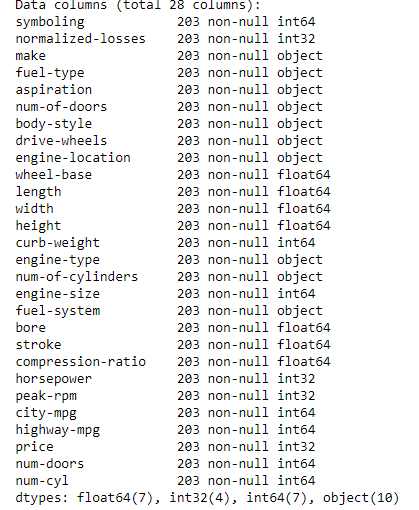 Data columns (total 28 columns):
symboling 203 non-null int64
normalized-losses 203 non-null int32
make 203 non-null object
fuel-type 203 non-null object
aspiration 203 non-null object
num-of-doors 203 non-null object
body-style 203 non-null object
drive-wheels 203 non-null object
engine-location 203 non-null object
wheel-base 203 non-null float64
length 203 non-null float64
width 203 non-null float64
height 203 non-null float64
curb-weight 203 non-null int64
engine-type 203 non-null object
num-of-cylinders 203 non-null object
engine-size 203 non-null int64
fuel-system 203 non-null object
bore 203 non-null float64
stroke 203 non-null float64
compression-ratio 203 non-null float64
horsepower 203 non-null int32
peak-rpm 203 non-null int32
city-mpg 203 non-null int64
highway-mpg 203 non-null int64
price 203 non-null int32
num-doors 203 non-null int64
num-cyl 203 non-null int64
dtypes: float64(7), int32(4), int64(7), object(10)